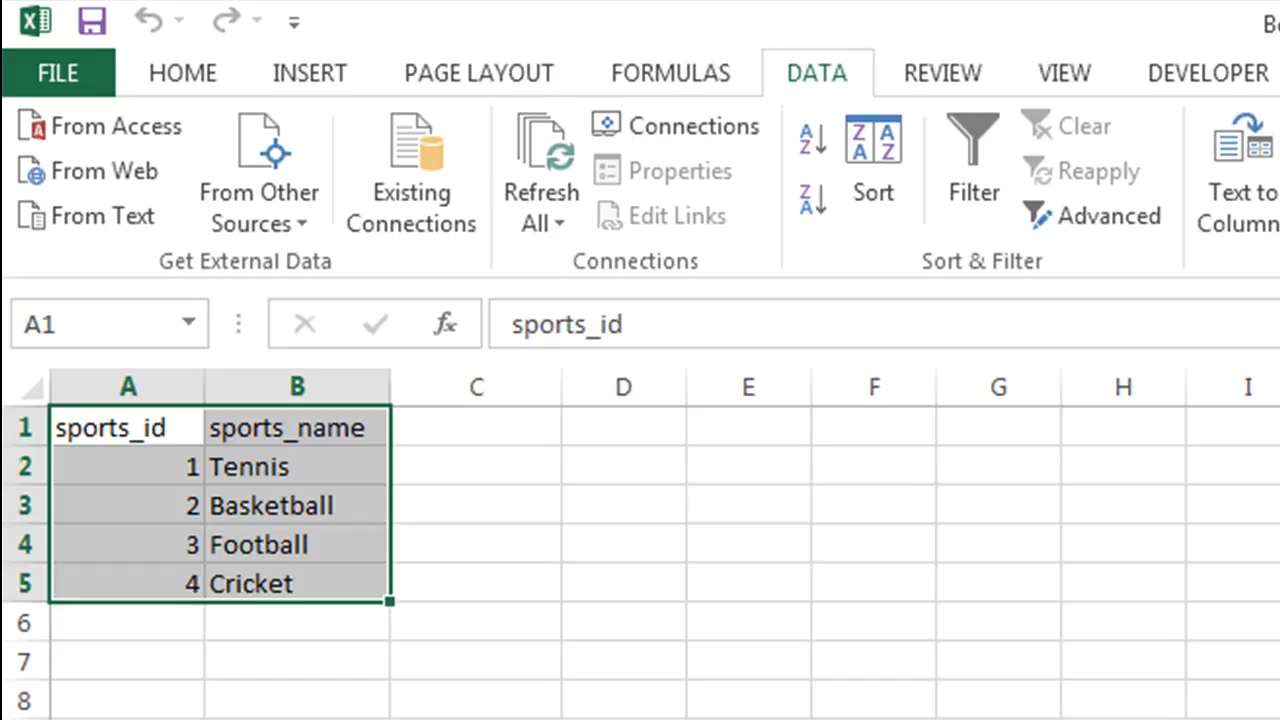 B
FILE HOME INSERT PAGE LAYOUT FORMULAS DATA REVIEW VIEW DEVELOPER
From Access
From Web
From Text
From Other
Sources
Existing
Connections
Get External Data
Refresh
All
Connections
Properties
Edit Links
Connections
A
Z
Z
A
Z A
A Z
Sort
Filter
Clear
Reapply
Advanced
Sort & Filter
Text to
Column
A1 fx sports_id
A B C D E F G H I
1 sports_id sports_name
2 1 Tennis
3 2 Basketball
4 3 Football
5 4 Cricket
6
7
8